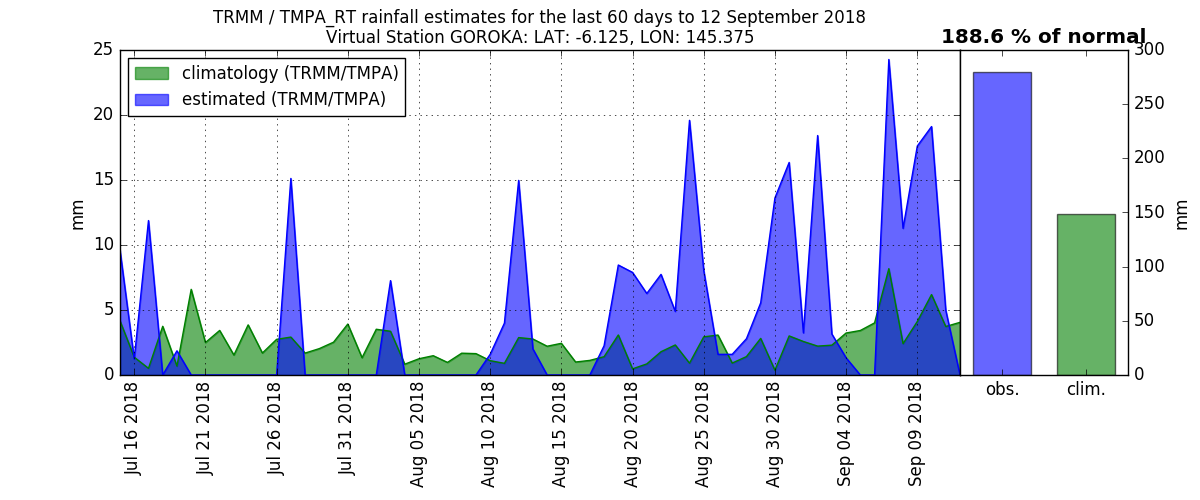 TRMM / TMPA_RT rainfall estimates for the last 60 days to 12 September 2018
Virtual Station GOROKA: LAT: -6.125, LON: 145.375
188.6 % of normal
climatology (TRMM/TMPA)
estimated (TRMM/TMPA)
25
20
15
10
5
0
mm
300
250
200
150
100
50
0
mm
obs.
clim.
Jul 16 2018
Jul 21 2018
Jul 26 2018
Jul 31 2018
Aug 05 2018
Aug 10 2018
Aug 15 2018
Aug 20 2018
Aug 25 2018
Aug 30 2018
Sep 04 2018
Sep 09 2018